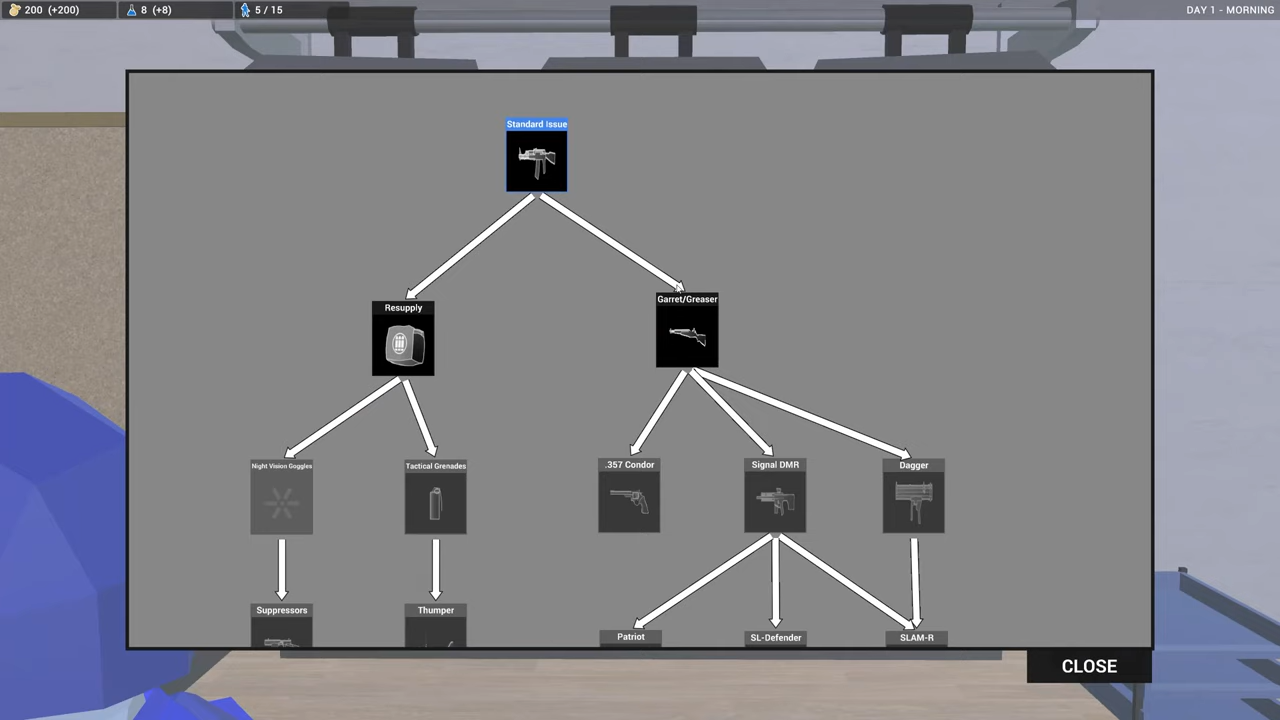 200 (+200)
8 (+8)
5 / 15
DAY 1 - MORNING
Standard Issue
Resupply
Garret/Greaser
Night Vision Goggles
Tactical Grenades
.357 Condor
Signal DMR
Dagger
Suppressors
Thumper
Patriot
SL-Defender
SLAM-R
CLOSE